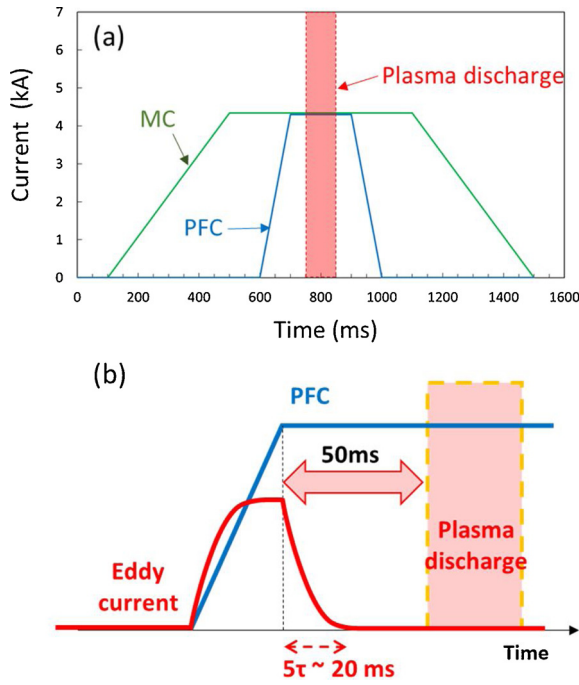 (a)
7
6
5
4
3
2
1
0
Current (kA)
MC
PFC
Plasma discharge
0 200 400 600 800 1000 1200 1400 1600
Time (ms)
(b)
PFC
50ms
Eddy
current
Plasma
discharge
Time
5τ ~ 20 ms